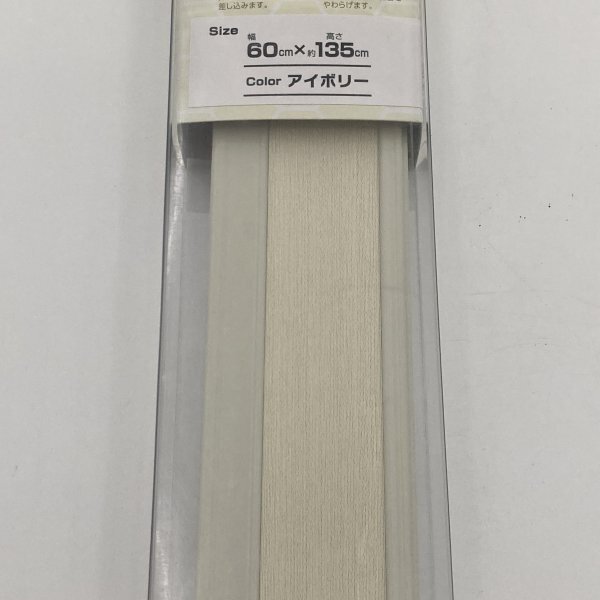 差し込みます。
やわらげます。
Size
幅 高さ
60cm×約135cm
Color アイボリー